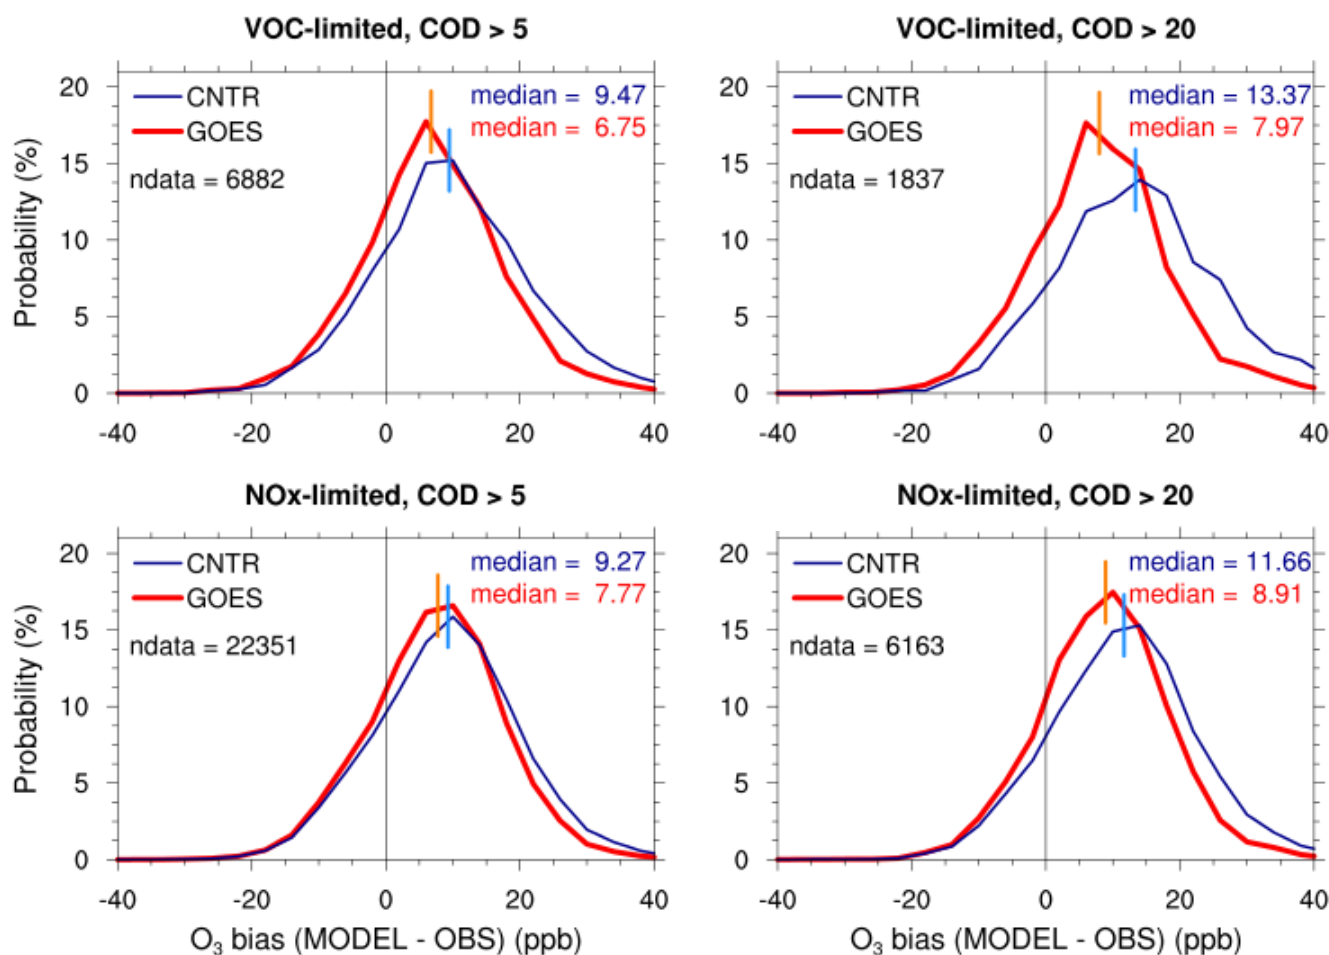 VOC-limited, COD > 5
Probability (%)
20
15
10
5
0
CNTR
GOES
ndata = 6882
median = 9.47
median = 6.75
-40
-20
0
20
40
VOC-limited, COD > 20
20
15
10
5
0
CNTR
GOES
ndata = 1837
median = 13.37
median = 7.97
-40
-20
0
20
40
NOx-limited, COD > 5
Probability (%)
20
15
10
5
0
CNTR
GOES
ndata = 22351
median = 9.27
median = 7.77
-40
-20
0
20
40
O₃ bias (MODEL - OBS) (ppb)
NOx-limited, COD > 20
20
15
10
5
0
CNTR
GOES
ndata = 6163
median = 11.66
median = 8.91
-40
-20
0
20
40
O₃ bias (MODEL - OBS) (ppb)